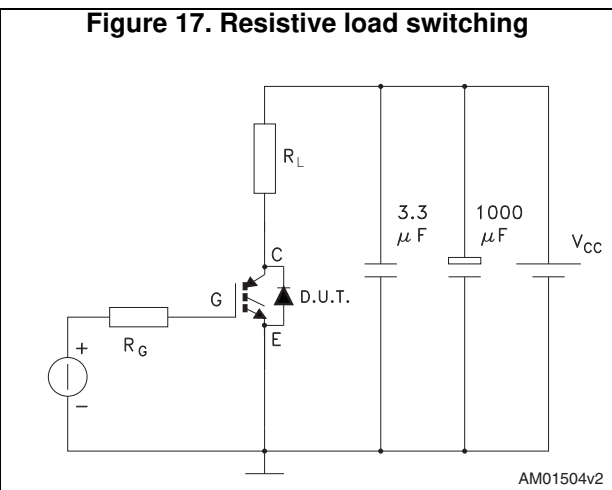 Figure 17. Resistive load switching
R_L
3.3
μF
1000
μF
V_CC
C
G
D.U.T.
E
R_G
+
−
AM01504v2